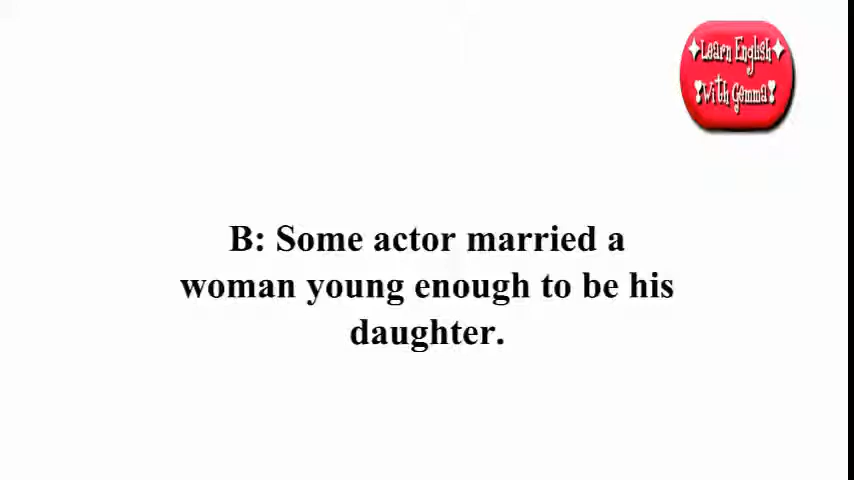 ✦Learn English✦
With Gemma
B: Some actor married a
woman young enough to be his
daughter.